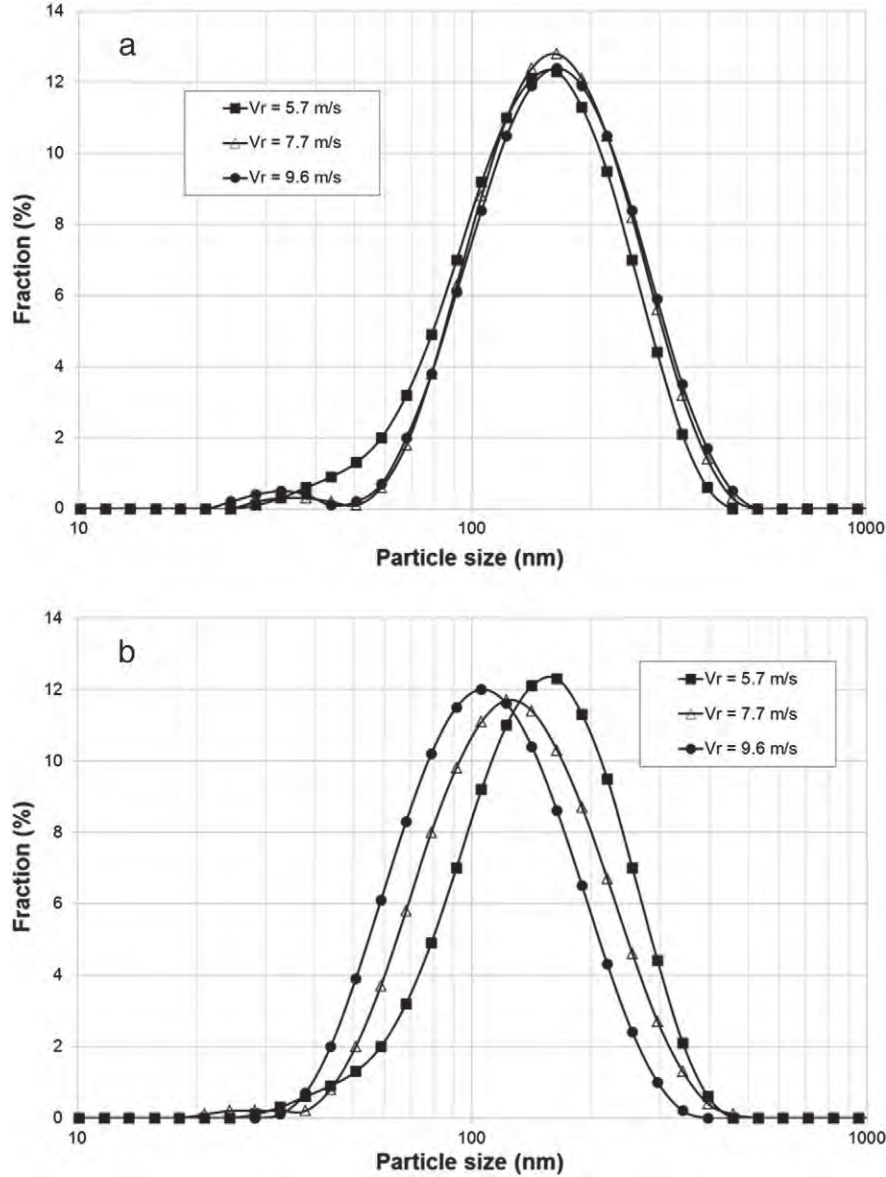 a
14
12
10
8
6
4
2
0
Vr = 5.7 m/s
Vr = 7.7 m/s
Vr = 9.6 m/s
Fraction (%)
10
100
1000
Particle size (nm)
b
14
12
10
8
6
4
2
0
Vr = 5.7 m/s
Vr = 7.7 m/s
Vr = 9.6 m/s
Fraction (%)
10
100
1000
Particle size (nm)